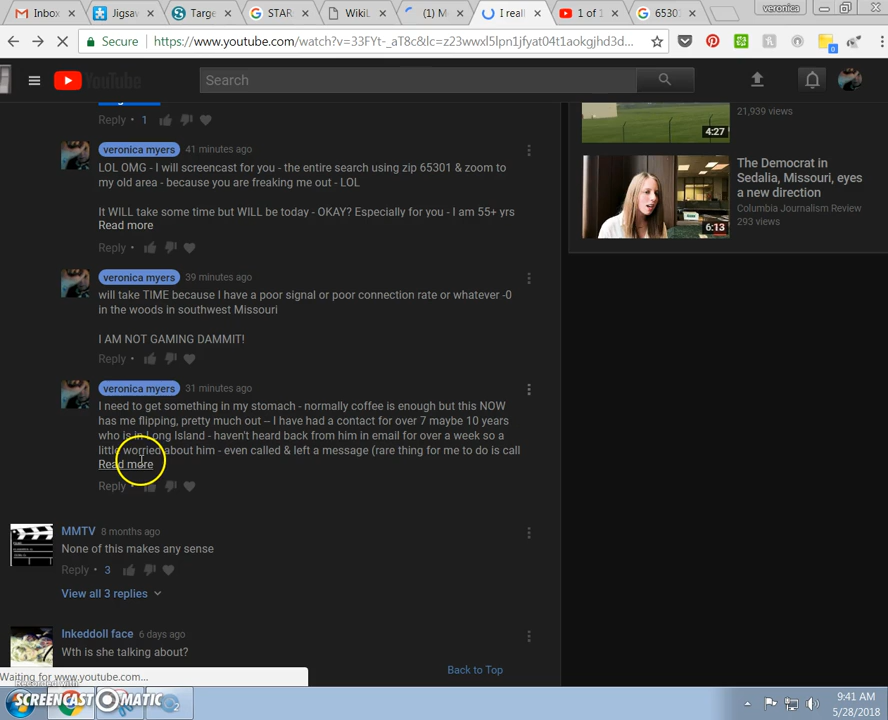 Inbox
Jigsaw
Targe
STAR
WikiL
(1) M
I reall
1 of 1
6530
veronica
Secure
https://www.youtube.com/watch?v=33FYt-_aT8c&lc=z23wwxl5lpn1jfyat04t1aokgjhd3d...
YouTube
Search
Reply • 1
veronica myers 41 minutes ago
LOL OMG - I will screencast for you - the entire search using zip 65301 & zoom to
my old area - because you are freaking me out - LOL
It WILL take some time but WILL be today - OKAY? Especially for you - I am 55+ yrs
Read more
Reply •
veronica myers 39 minutes ago
will take TIME because I have a poor signal or poor connection rate or whatever -0
in the woods in southwest Missouri
I AM NOT GAMING DAMMIT!
Reply •
veronica myers 31 minutes ago
I need to get something in my stomach - normally coffee is enough but this NOW
has me flipping, pretty much out -- I have had a contact for over 7 maybe 10 years
who is in Long Island - haven't heard back from him in email for over a week so a
little worried about him - even called & left a message (rare thing for me to do is call
Read more
Reply •
MMTV 8 months ago
None of this makes any sense
Reply • 3
View all 3 replies
Inkeddoll face 6 days ago
Wth is she talking about?
21,939 views
4:27
The Democrat in
Sedalia, Missouri, eyes
a new direction
Columbia Journalism
Review
293 views
6:13
Back to Top
Waiting for www.youtube.com...
Recorded with
SCREENCAST MATIC
2
9:41 AM
5/28/2018